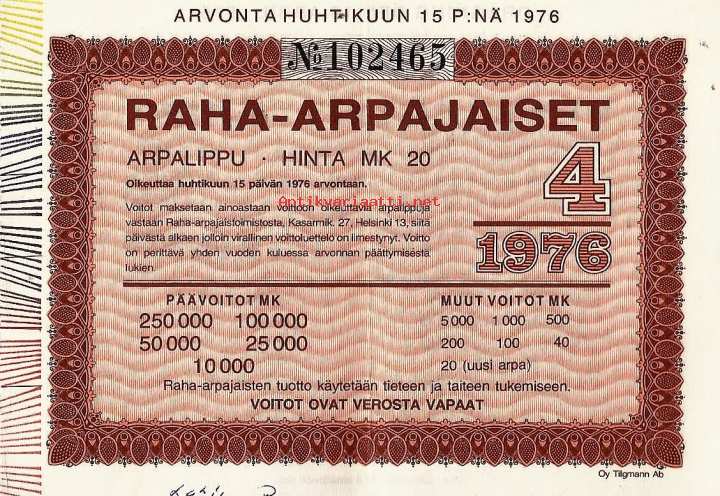 ARVONTA HUHTIKUUN 15 P:NÄ 1976
№ 102465
RAHA-ARPAJAISET
ARPALIPPU · HINTA MK 20
Oikeuttaa huhtikuun 15 päivän 1976 arvontaan.
4
1976
Antikvariaatti.net
Voitot maksetaan ainoastaan voittoon oikeuttavia arpalippuja
vastaan Raha-arpajaistoimistosta, Kasarmik. 27, Helsinki 13, siitä
päivästä alkaen jolloin virallinen voittoluettelo on ilmestynyt. Voitto
on perittävä yhden vuoden kuluessa arvonnan päättymisestä
lukien.
PÄÄVOITOT MK
250 000 100 000
50 000 25 000
10 000
MUUT VOITOT MK
5 000 1 000 500
200 100 40
20 (uusi arpa)
Raha-arpajaisten tuotto käytetään tieteen ja taiteen tukemiseen.
VOITOT OVAT VEROSTA VAPAAT
Oy Tilgmann Ab